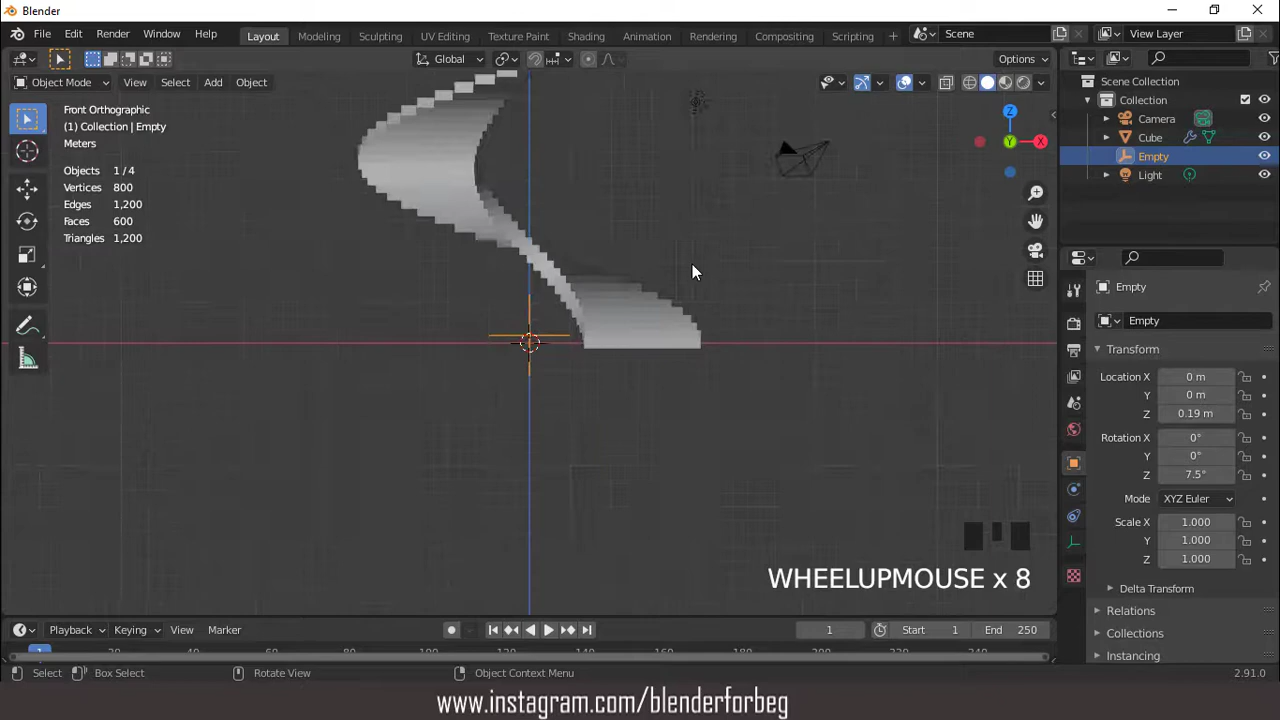 Blender
File Edit Render Window Help Layout Modeling Sculpting UV Editing Texture Paint Shading Animation Rendering Compositing Scripting Scene View Layer
Global Options
Object Mode View Select Add Object
Front Orthographic
(1) Collection | Empty
Meters
Objects 1 / 4
Vertices 800
Edges 1,200
Faces 600
Triangles 1,200
Z
Y
X
Scene Collection
Collection
Camera
Cube
Empty
Light
Empty
Empty
Transform
Location X 0 m
Y 0 m
Z 0.19 m
Rotation X 0°
Y 0°
Z 7.5°
Mode XYZ Euler
Scale X 1.000
Y 1.000
Z 1.000
Delta Transform
Relations
Collections
Instancing
WHEELUPMOUSE x 8
Playback Keying View Marker 1 Start 1 End 250
1
Select Box Select Rotate View Object Context Menu 2.91.0
www.instagram.com/blenderforbeg